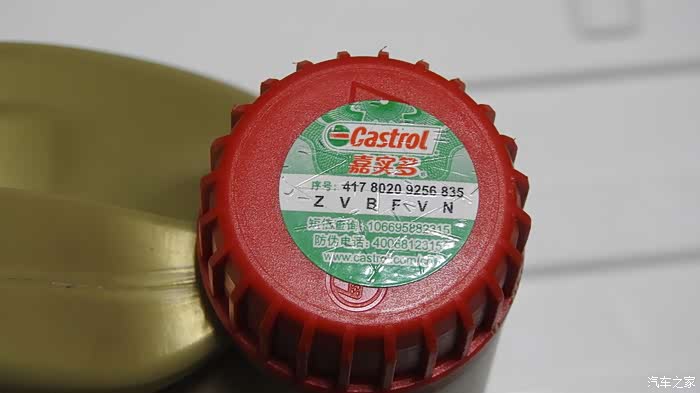 Castrol
嘉实多®
序号: 417 8020 9256 835
Z V B F V N
短信查询: 106695882315
防伪电话: 4006812315
www.castrol.com/cn
汽车之家